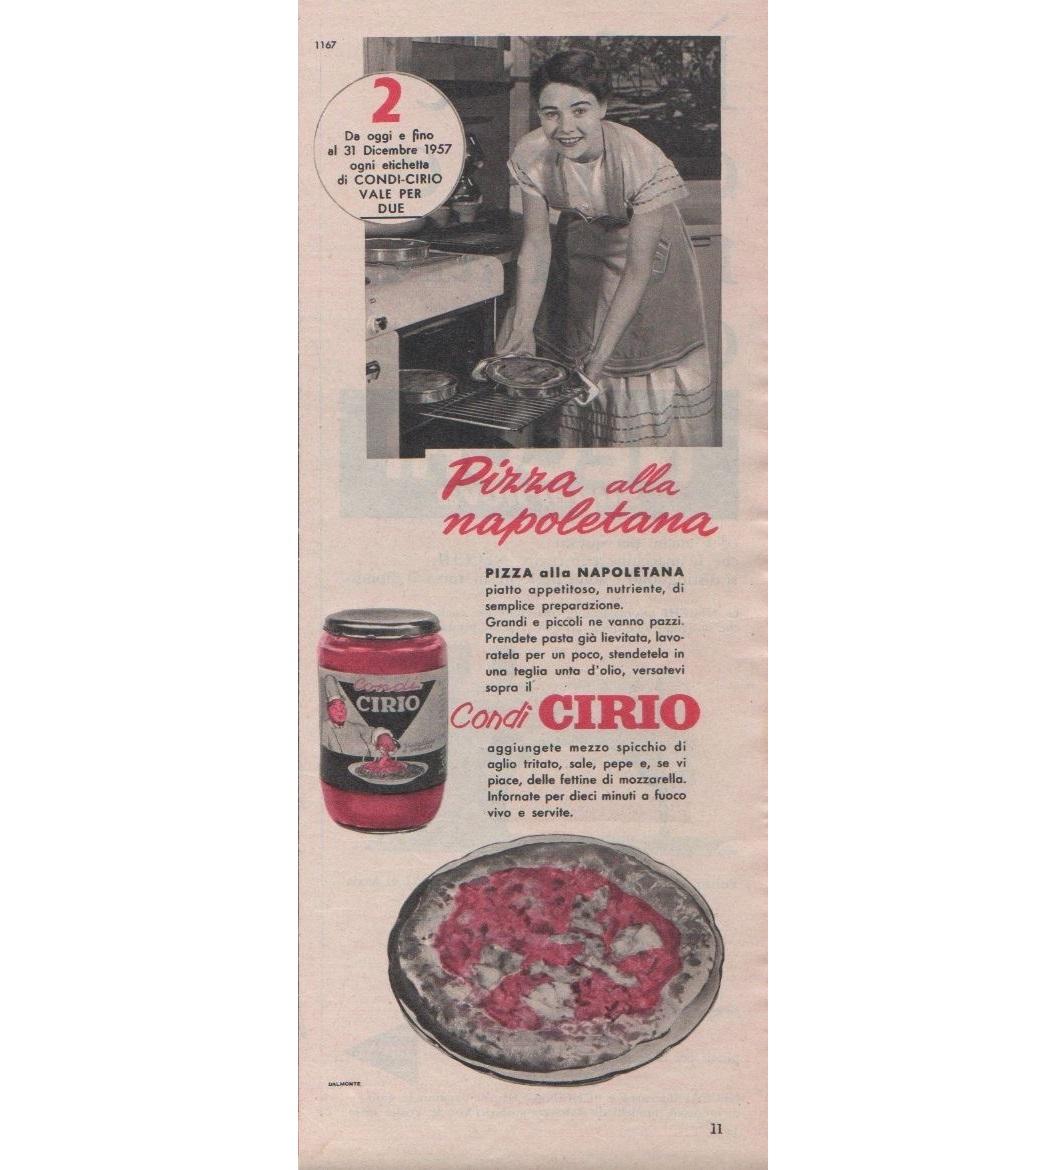 1167
2
Da oggi e fino
al 31 Dicembre 1957
ogni etichetta
di CONDI-CIRIO
VALE PER
DUE
Pizza alla
napoletana
PIZZA alla NAPOLETANA
piatto appetitoso, nutriente, di
semplice preparazione.
Grandi e piccoli ne vanno pazzi.
Prendete pasta già lievitata, lavo-
ratela per un poco, stendetela in
una teglia unta d'olio, versatevi
sopra il
Condi CIRIO
Condi
CIRIO
aggiungete mezzo spicchio di
aglio tritato, sale, pepe e, se vi
piace, delle fettine di mozzarella.
Infornate per dieci minuti a fuoco
vivo e servite.
DALMONTE
11